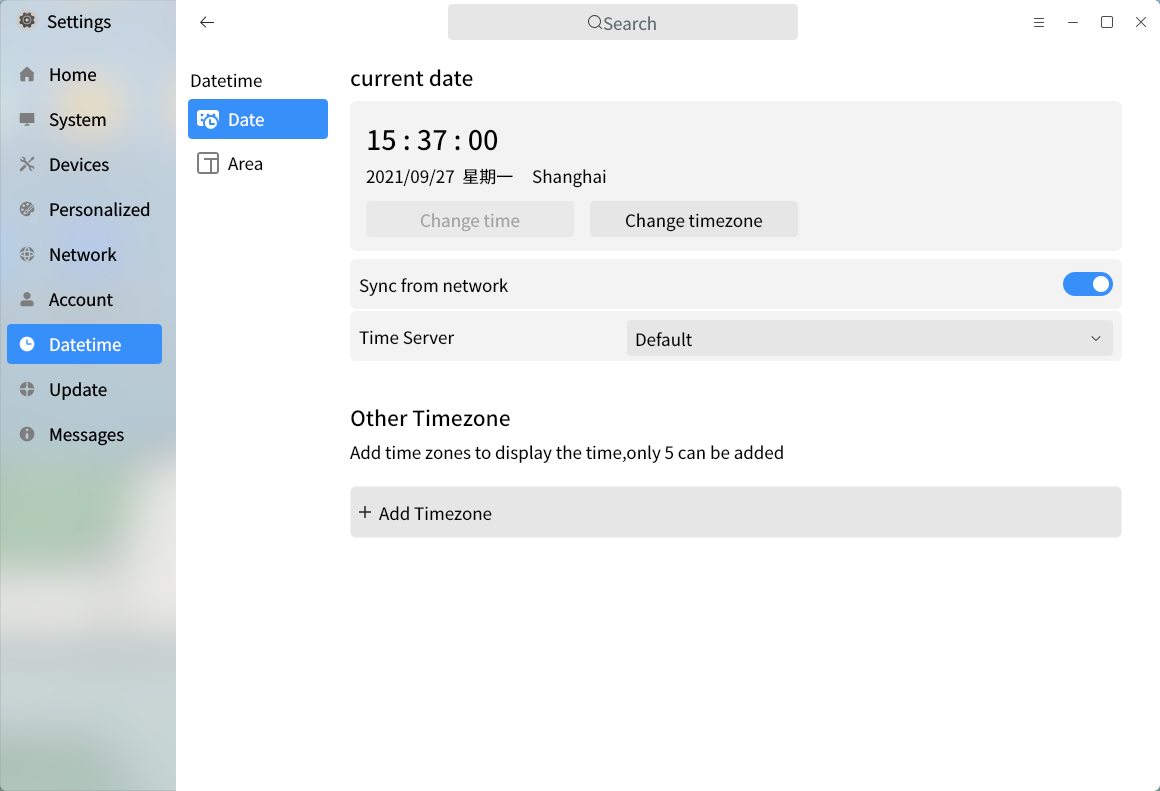 Settings
Search
Home
System
Devices
Personalized
Network
Account
Datetime
Update
Messages
Datetime
Date
Area
current date
15 : 37 : 00
2021/09/27 星期一 Shanghai
Change time Change timezone
Sync from network
Time Server Default
Other Timezone
Add time zones to display the time,only 5 can be added
+ Add Timezone